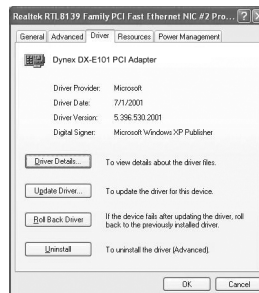 Realtek RTL8139 Family PCI Fast Ethernet NIC #2 Pro...
General Advanced Driver Resources Power Management
Dynex DX-E101 PCI Adapter
Driver Provider: Microsoft
Driver Date: 7/1/2001
Driver Version: 5.396.530.2001
Digital Signer: Microsoft Windows XP Publisher
Driver Details... To view details about the driver files.
Update Driver... To update the driver for this device.
Roll Back Driver If the device fails after updating the driver, roll
back to the previously installed driver.
Uninstall To uninstall the driver (Advanced).
OK Cancel